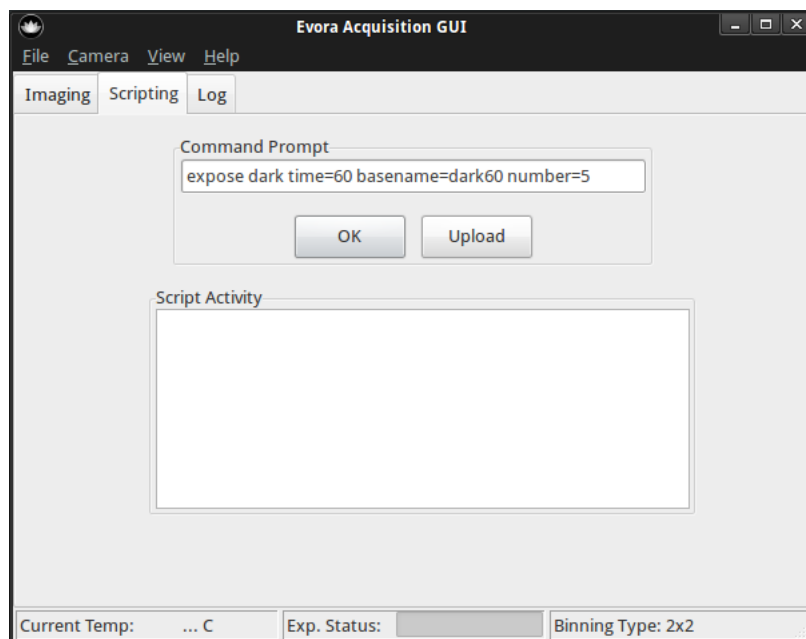 Evora Acquisition GUI
File Camera View Help
Imaging Scripting Log
Command Prompt
expose dark time=60 basename=dark60 number=5
OK Upload
Script Activity
Current Temp: ... C Exp. Status: Binning Type: 2x2